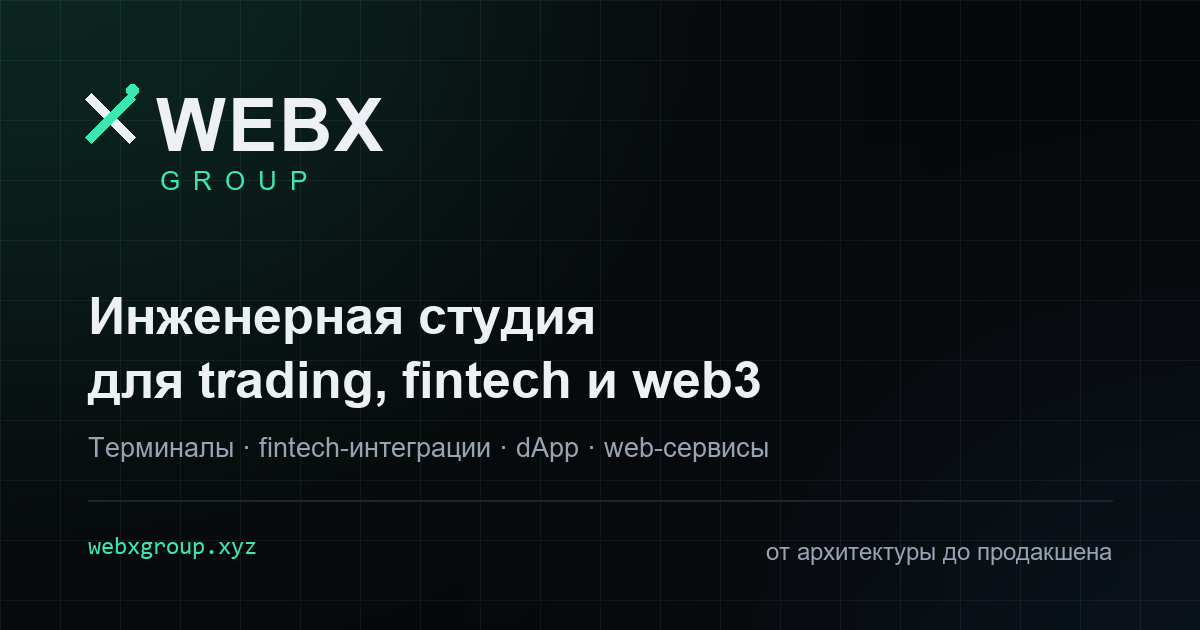 WEBX
GROUP
Инженерная студия
для trading, fintech и web3
Терминалы · fintech-интеграции · dApp · web-сервисы
webxgroup.xyz
от архитектуры до продакшена